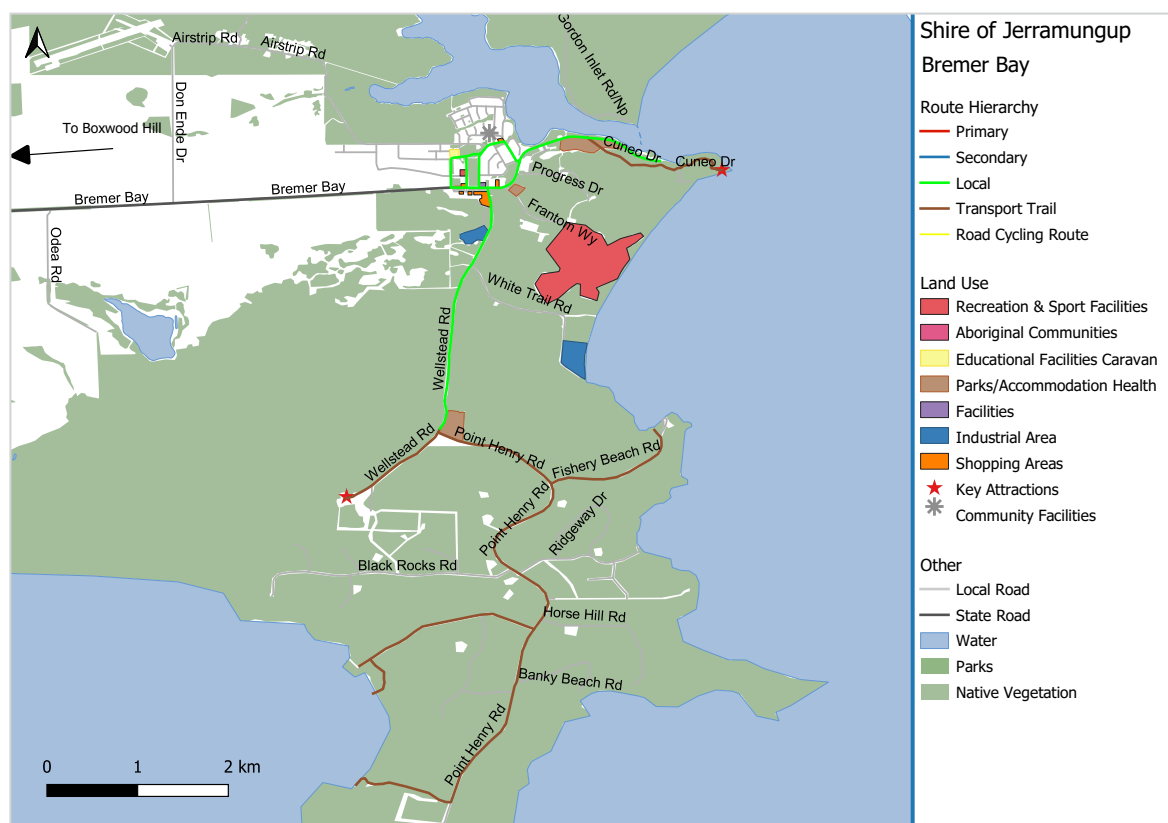 Shire of Jerramungup
Bremer Bay
Route Hierarchy
Primary
Secondary
Local
Transport Trail
Road Cycling Route
Land Use
Recreation & Sport Facilities
Aboriginal Communities
Educational Facilities Caravan
Parks/Accommodation Health
Facilities
Industrial Area
Shopping Areas
Key Attractions
Community Facilities
Other
Local Road
State Road
Water
Parks
Native Vegetation
Airstrip Rd
Airstrip Rd
Gordon Inlet Rd/Np
Don Ende Dr
To Boxwood Hill
Cuneo Dr
Cuneo Dr
Progress Dr
Bremer Bay
Bremer Bay
Frantom Wy
Odea Rd
White Trail Rd
Wellstead Rd
Wellstead Rd
Point Henry Rd
Fishery Beach Rd
Point Henry Rd
Ridgeway Dr
Black Rocks Rd
Horse Hill Rd
Banky Beach Rd
Point Henry Rd
0 1 2 km